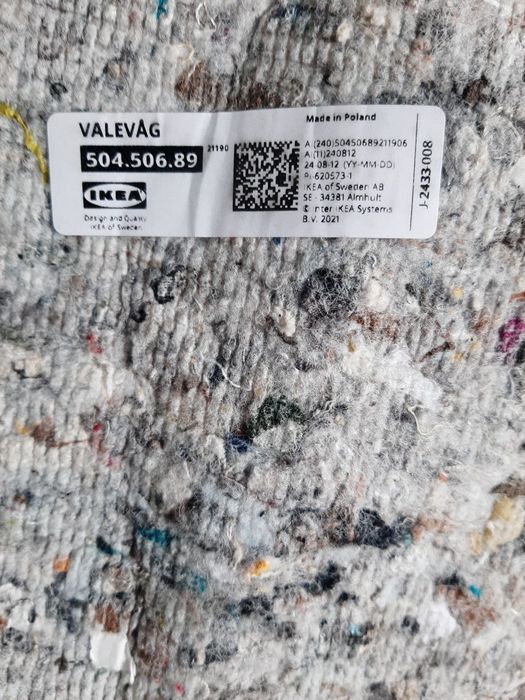 VALEVÅG
504.506.89
21190
IKEA
Design and Quality
IKEA of Sweden
Made in Poland
A (240)50450689211906
A (11)240812
24-08-12 (YY-MM-DD)
PI-620573-1
IKEA of Sweden AB
SE - 34381 Älmhult
© Inter IKEA Systems
B.V. 2021
J-2433-008